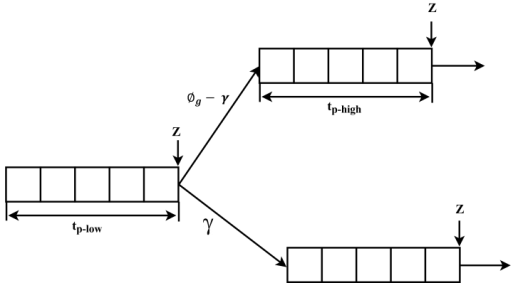 Z
∅g − γ
tp-high
Z
tp-low
γ
Z